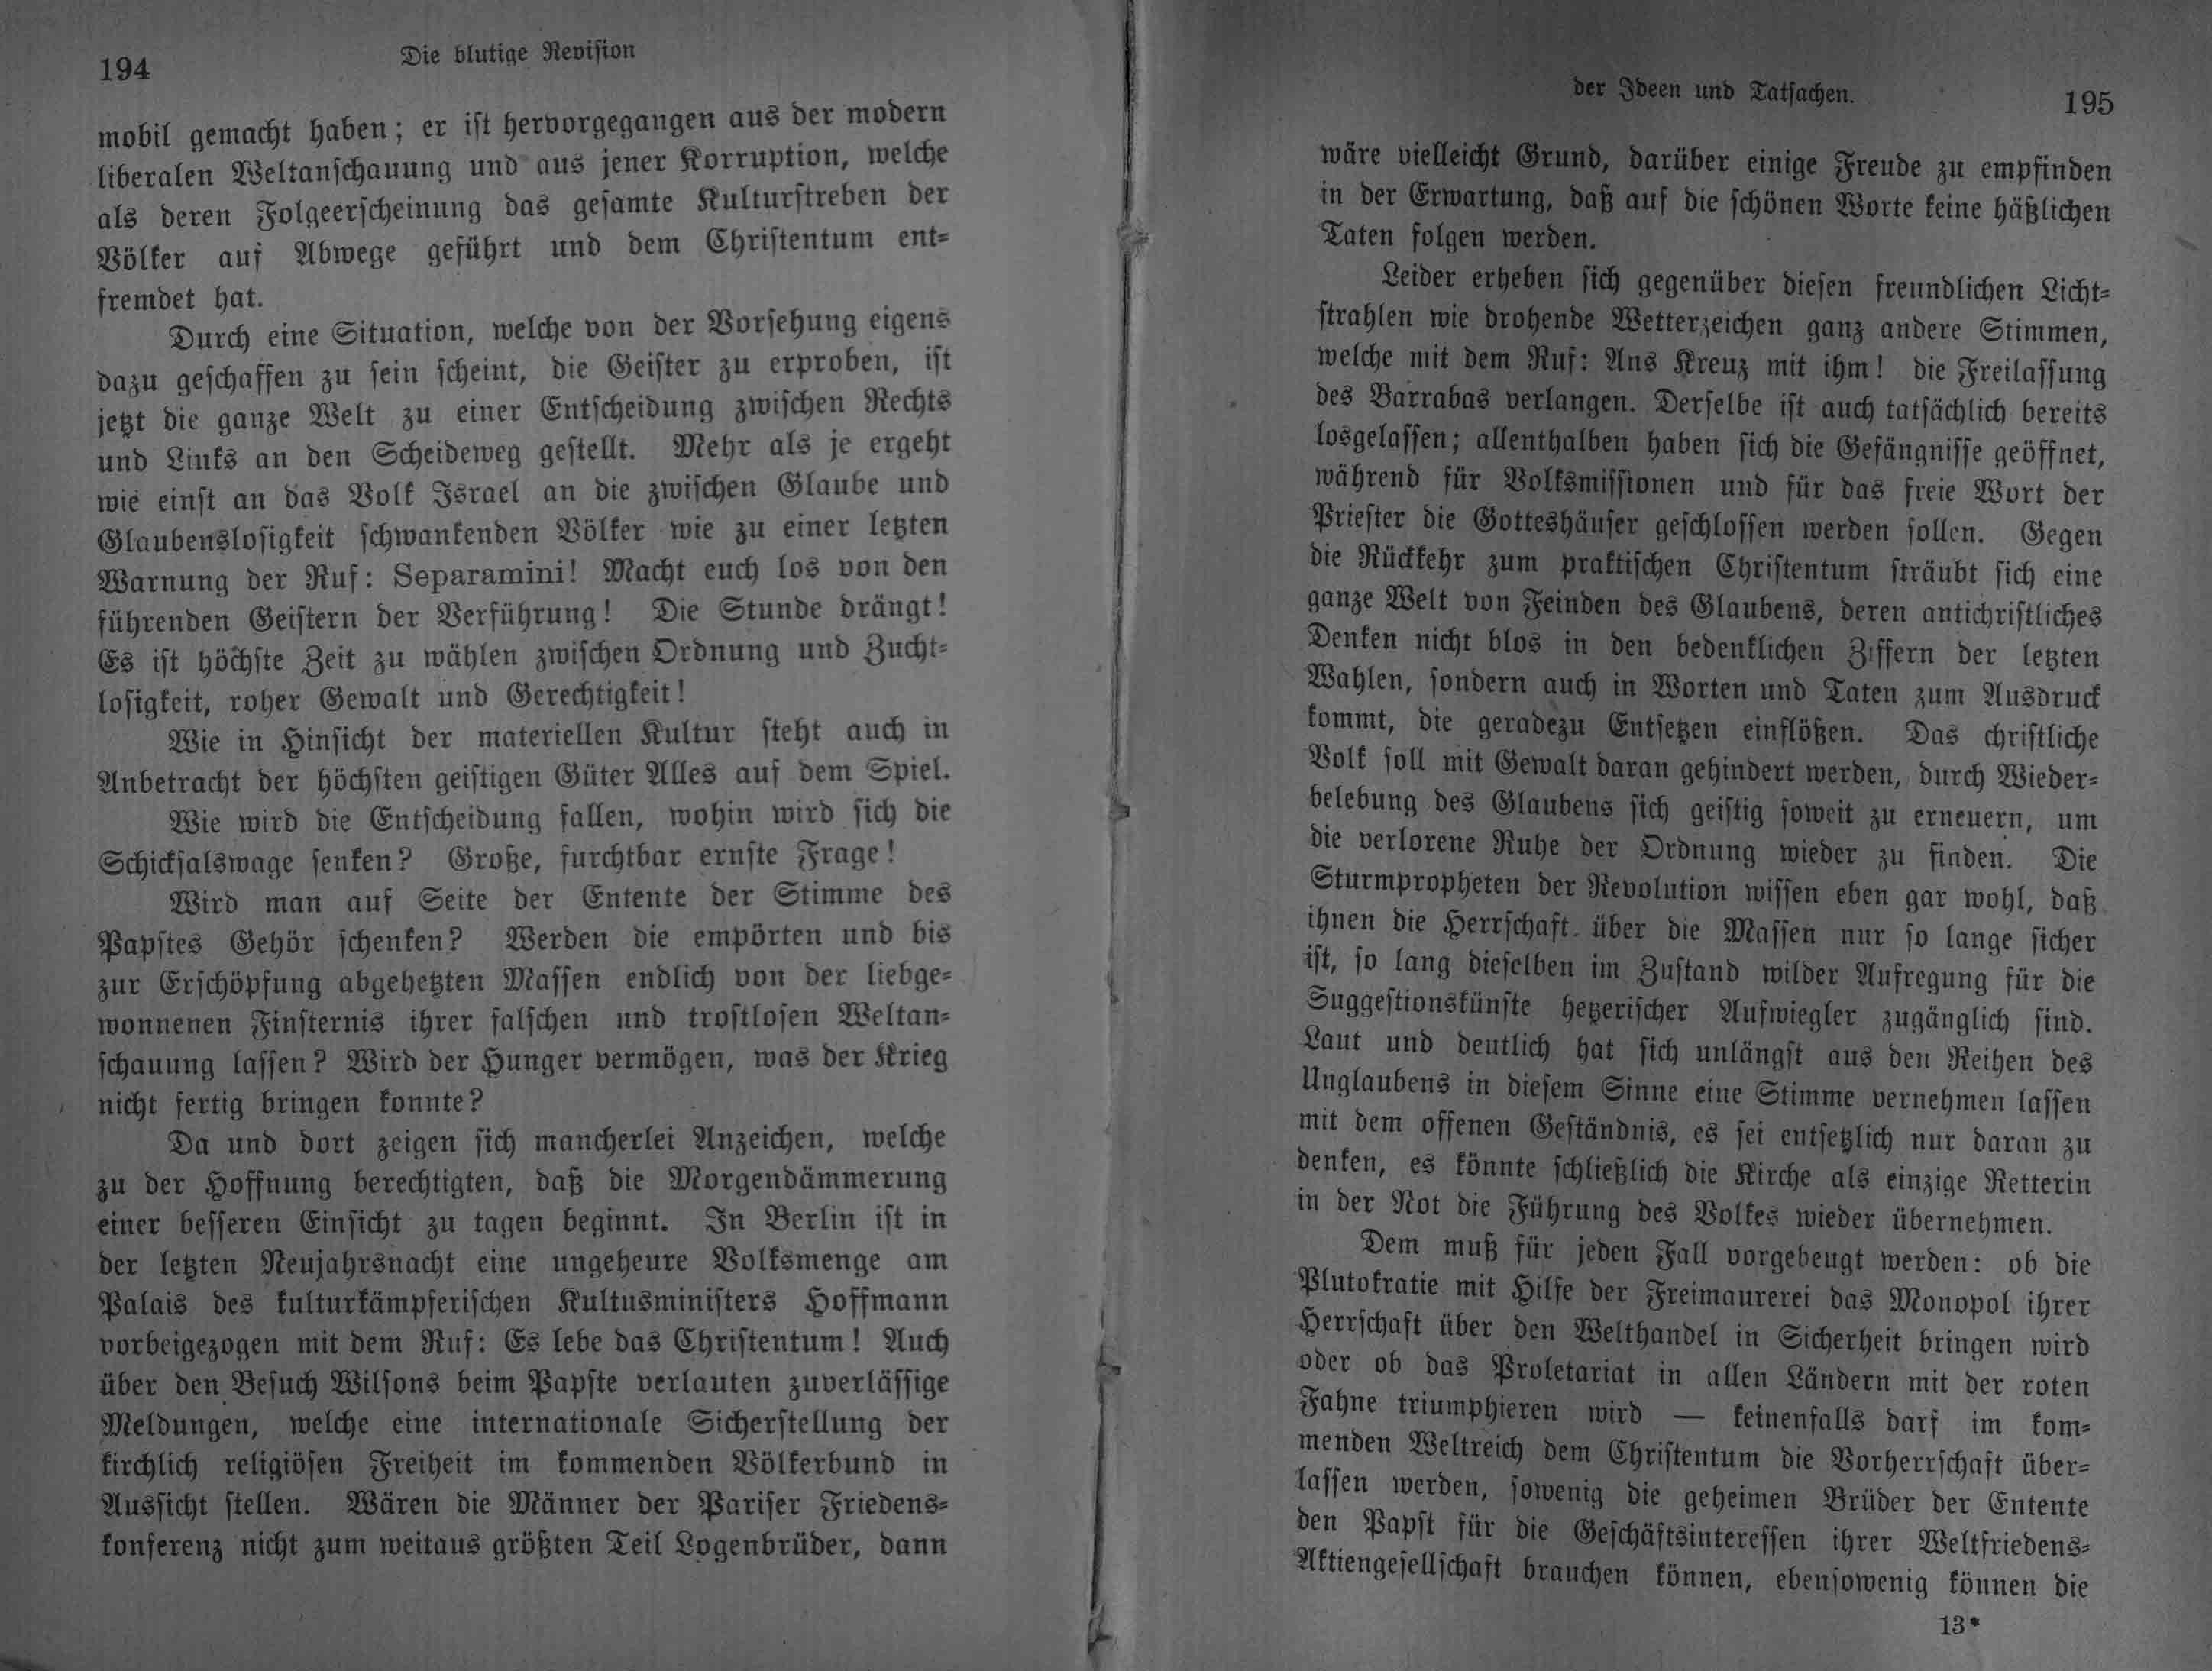 194
Die blutige Revision
mobil gemacht haben; er ist hervorgegangen aus der modern
liberalen Weltanschauung und aus jener Korruption, welche
als deren Folgeerscheinung das gesamte Kulturstreben der
Völker auf Abwege geführt und dem Christentum ent-
fremdet hat.
Durch eine Situation, welche von der Vorsehung eigens
dazu geschaffen zu sein scheint, die Geister zu erproben, ist
jetzt die ganze Welt zu einer Entscheidung zwischen Rechts
und Links an den Scheideweg gestellt. Mehr als je ergeht
wie einst an das Volk Israel an die zwischen Glaube und
Glaubenslosigkeit schwankenden Völker wie zu einer letzten
Warnung der Ruf: Separamini! Macht euch los von den
führenden Geistern der Verführung! Die Stunde drängt!
Es ist höchste Zeit zu wählen zwischen Ordnung und Zucht-
losigkeit, roher Gewalt und Gerechtigkeit!
Wie in Hinsicht der materiellen Kultur steht auch in
Anbetracht der höchsten geistigen Güter Alles auf dem Spiel.
Wie wird die Entscheidung fallen, wohin wird sich die
Schicksalswage senken? Große, furchtbar ernste Frage!
Wird man auf Seite der Entente der Stimme des
Papstes Gehör schenken? Werden die empörten und bis
zur Erschöpfung abgehetzten Massen endlich von der liebge-
wonnenen Finsternis ihrer falschen und trostlosen Weltan-
schauung lassen? Wird der Hunger vermögen, was der Krieg
nicht fertig bringen konnte?
Da und dort zeigen sich mancherlei Anzeichen, welche
zu der Hoffnung berechtigten, daß die Morgendämmerung
einer besseren Einsicht zu tagen beginnt. In Berlin ist in
der letzten Neujahrsnacht eine ungeheure Volksmenge am
Palais des kulturkämpferischen Kultusministers Hoffmann
vorbeigezogen mit dem Ruf: Es lebe das Christentum! Auch
über den Besuch Wilsons beim Papste verlauten zuverlässige
Meldungen, welche eine internationale Sicherstellung der
kirchlich religiösen Freiheit im kommenden Völkerbund in
Aussicht stellen. Wären die Männer der Pariser Friedens-
konferenz nicht zum weitaus größten Teil Logenbrüder, dann
der Ideen und Tatsachen.
195
wäre vielleicht Grund, darüber einige Freude zu empfinden
in der Erwartung, daß auf die schönen Worte keine häßlichen
Taten folgen werden.
Leider erheben sich gegenüber diesen freundlichen Licht-
strahlen wie drohende Wetterzeichen ganz andere Stimmen,
welche mit dem Ruf: Ans Kreuz mit ihm! die Freilassung
des Barrabas verlangen. Derselbe ist auch tatsächlich bereits
losgelassen; allenthalben haben sich die Gefängnisse geöffnet,
während für Volksmissionen und für das freie Wort der
Priester die Gotteshäuser geschlossen werden sollen. Gegen
die Rückkehr zum praktischen Christentum sträubt sich eine
ganze Welt von Feinden des Glaubens, deren antichristliches
Denken nicht blos in den bedenklichen Ziffern der letzten
Wahlen, sondern auch in Worten und Taten zum Ausdruck
kommt, die geradezu Entsetzen einflößen. Das christliche
Volk soll mit Gewalt daran gehindert werden, durch Wieder-
belebung des Glaubens sich geistig soweit zu erneuern, um
die verlorene Ruhe der Ordnung wieder zu finden. Die
Sturmpropheten der Revolution wissen eben gar wohl, daß
ihnen die Herrschaft über die Massen nur so lange sicher
ist, so lang dieselben im Zustand wilder Aufregung für die
Suggestionskünste hetzerischer Aufwiegler zugänglich sind.
Laut und deutlich hat sich unlängst aus den Reihen des
Unglaubens in diesem Sinne eine Stimme vernehmen lassen
mit dem offenen Geständnis, es sei entsetzlich nur daran zu
denken, es könnte schließlich die Kirche als einzige Retterin
in der Not die Führung des Volkes wieder übernehmen.
Dem muß für jeden Fall vorgebeugt werden: ob die
Plutokratie mit Hilfe der Freimaurerei das Monopol ihrer
Herrschaft über den Welthandel in Sicherheit bringen wird
oder ob das Proletariat in allen Ländern mit der roten
Fahne triumphieren wird — keinenfalls darf im kom-
menden Weltreich dem Christentum die Vorherrschaft über-
lassen werden, sowenig die geheimen Brüder der Entente
den Papst für die Geschäftsinteressen ihrer Weltfriedens-
Aktiengesellschaft brauchen können, ebensowenig können die
13*